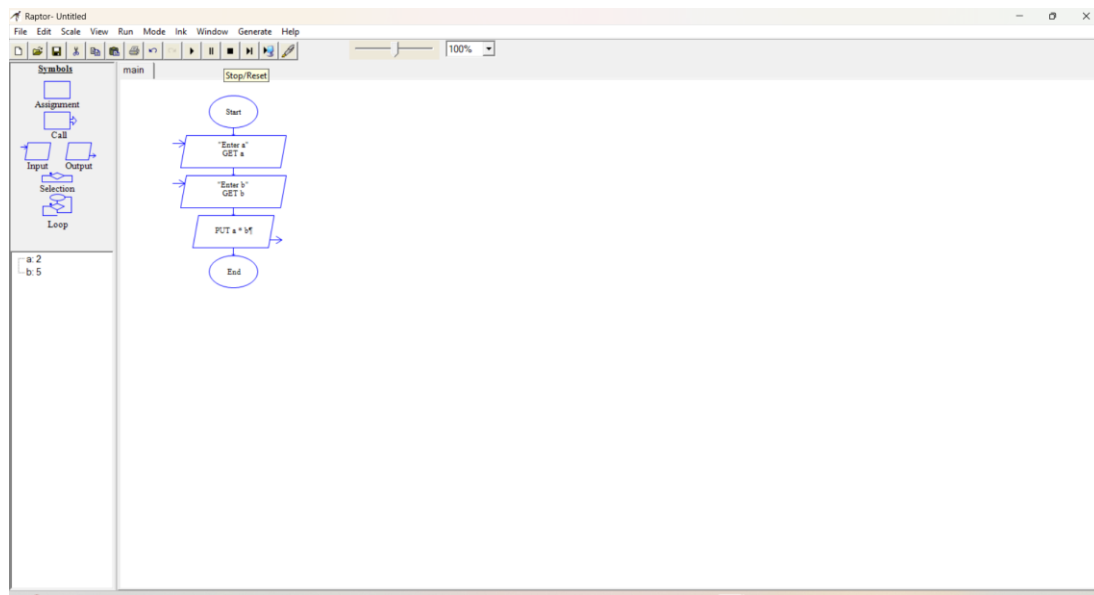 Raptor- Untitled
File Edit Scale View Run Mode Ink Window Generate Help
100%
Symbols
Assignment
Call
Input Output
Selection
Loop
a: 2
b: 5
main
Stop/Reset
Start
"Enter a"
GET a
"Enter b"
GET b
PUT a * b¶
End